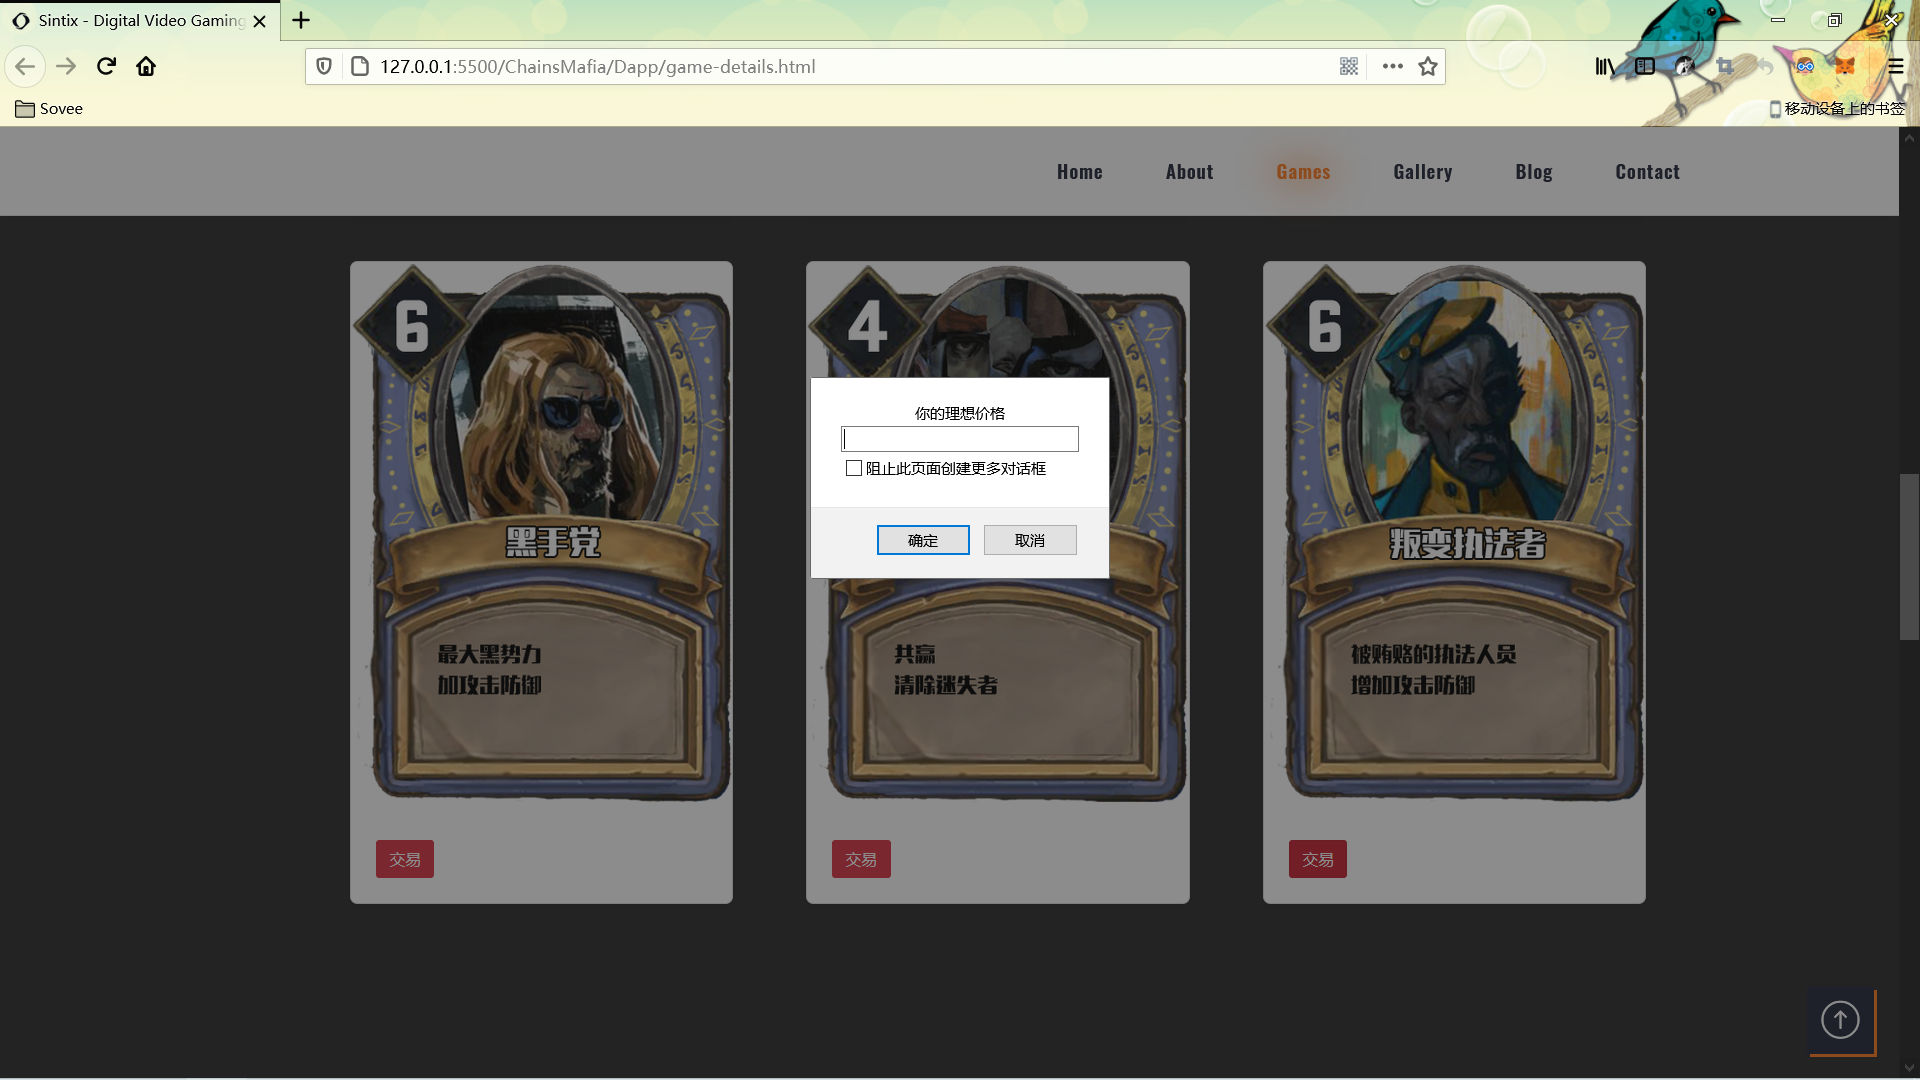 Sintix - Digital Video Gaming
127.0.0.1:5500/ChainsMafia/Dapp/game-details.html
Sovee
移动设备上的书签
Home
About
Games
Gallery
Blog
Contact
6
4
6
你的理想价格
阻止此页面创建更多对话框
确定
取消
黑手党
叛变执法者
最大黑势力
加攻击防御
共赢
清除迷失者
被贿赂的执法人员
增加攻击防御
交易
交易
交易